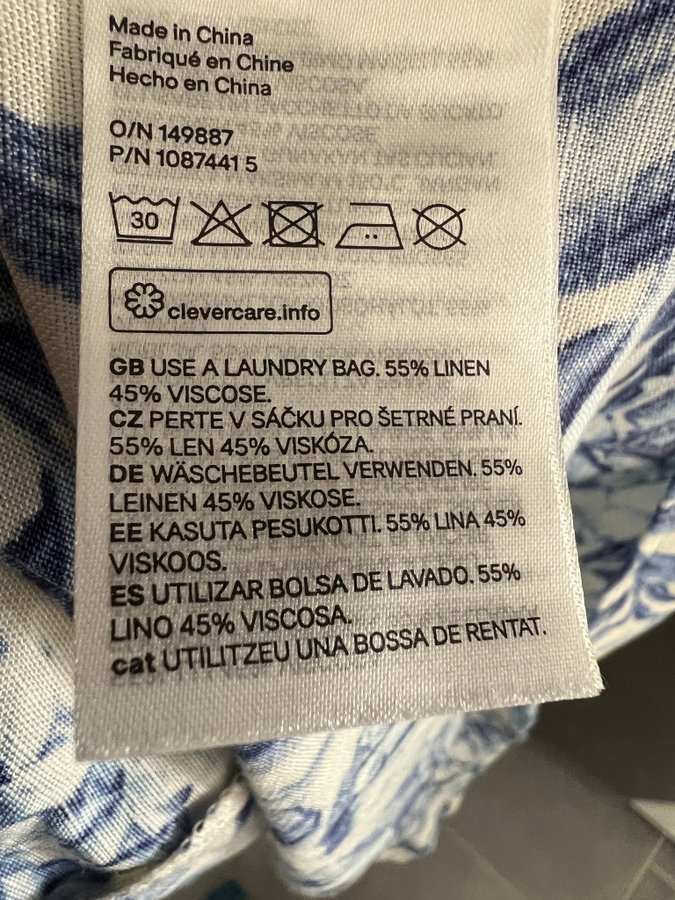 Made in China
Fabriqué en Chine
Hecho en China
O/N 149887
P/N 1087441 5
30
clevercare.info
GB USE A LAUNDRY BAG. 55% LINEN
45% VISCOSE.
CZ PERTE V SÁČKU PRO ŠETRNÉ PRANÍ.
55% LEN 45% VISKÓZA.
DE WÄSCHEBEUTEL VERWENDEN. 55%
LEINEN 45% VISKOSE.
EE KASUTA PESUKOTTI. 55% LINA 45%
VISKOOS.
ES UTILIZAR BOLSA DE LAVADO. 55%
LINO 45% VISCOSA.
cat UTILITZEU UNA BOSSA DE RENTAT.